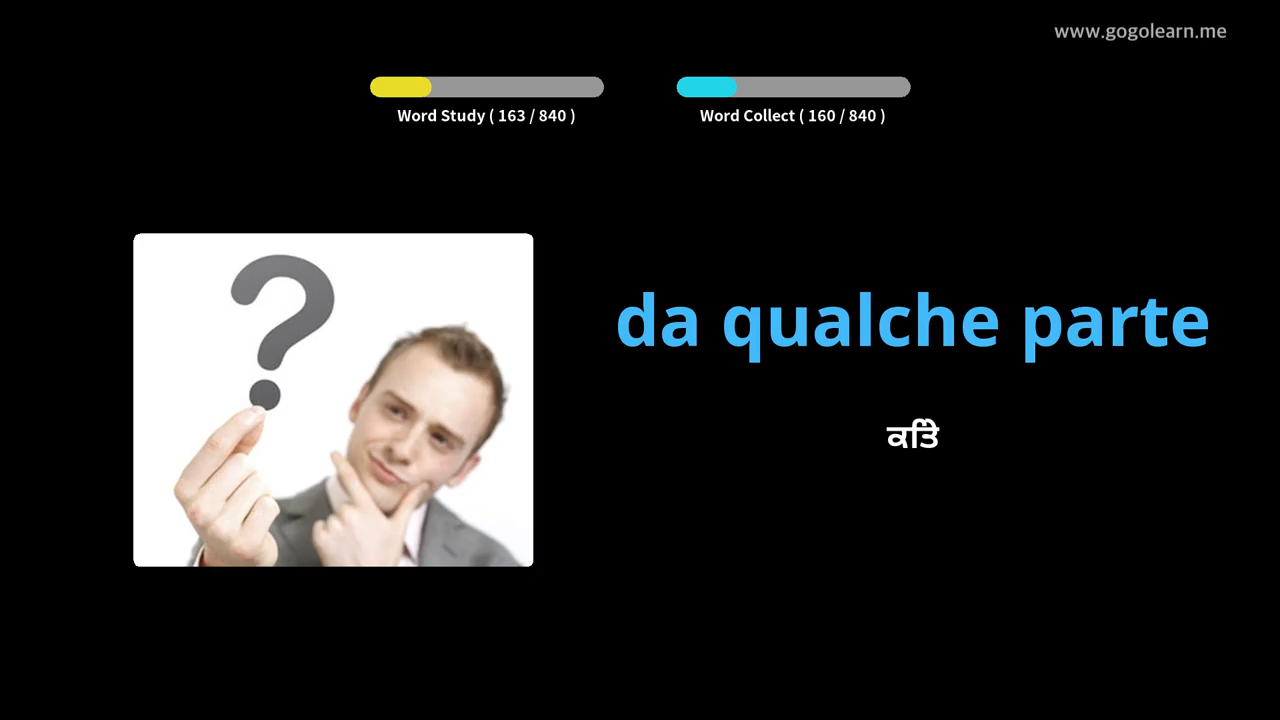 www.gogolearn.me
Word Study ( 163 / 840 )
Word Collect ( 160 / 840 )
da qualche parte
ਕਤਿੇ